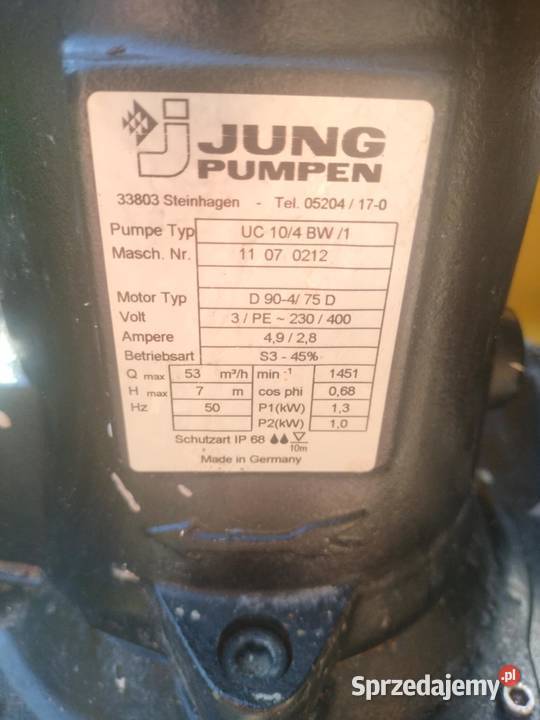 JUNG
PUMPEN
33803 Steinhagen - Tel. 05204 / 17-0
Pumpe Typ UC 10/4 BW /1
Masch. Nr. 11 07 0212
Motor Typ D 90-4/ 75 D
Volt 3 / PE ~ 230 / 400
Ampere 4,9 / 2,8
Betriebsart S3 - 45%
Q max 53 m³/h min -1 1451
H max 7 m cos phi 0,68
Hz 50 P1(kW) 1,3
P2(kW) 1,0
Schutzart IP 68 10m
Made in Germany
Sprzedajemy.pl